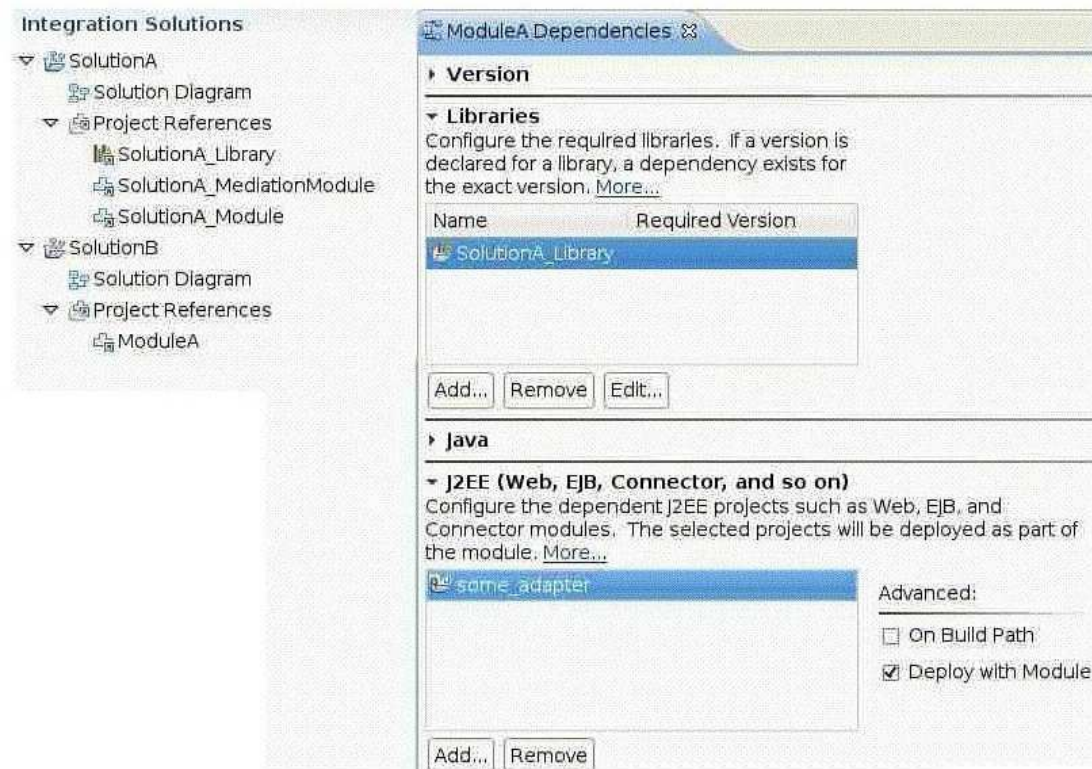 Integration Solutions
SolutionA
Solution Diagram
Project References
SolutionA_Library
SolutionA_MediationModule
SolutionA_Module
SolutionB
Solution Diagram
Project References
ModuleA
ModuleA Dependencies
Version
Libraries
Configure the required libraries. If a version is
declared for a library, a dependency exists for
the exact version. More...
Name Required Version
SolutionA_Library
Add... Remove Edit...
Java
J2EE (Web, EJB, Connector, and so on)
Configure the dependent J2EE projects such as Web, EJB, and
Connector modules. The selected projects will be deployed as part of
the module. More...
some_adapter
Advanced:
On Build Path
Deploy with Module
Add... Remove